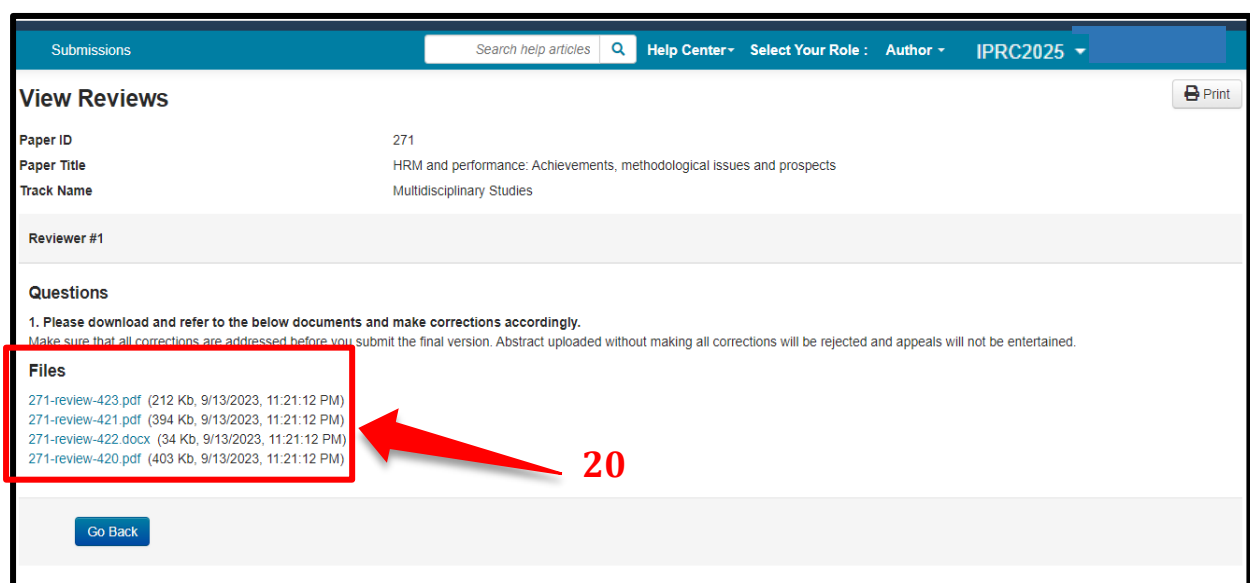 Submissions Search help articles Help Center Select Your Role : Author IPRC2025
View Reviews Print
Paper ID 271
Paper Title HRM and performance: Achievements, methodological issues and prospects
Track Name Multidisciplinary Studies
Reviewer #1
Questions
1. Please download and refer to the below documents and make corrections accordingly.
Make sure that all corrections are addressed before you submit the final version. Abstract uploaded without making all corrections will be rejected and appeals will not be entertained.
Files
271-review-423.pdf (212 Kb, 9/13/2023, 11:21:12 PM)
271-review-421.pdf (394 Kb, 9/13/2023, 11:21:12 PM)
271-review-422.docx (34 Kb, 9/13/2023, 11:21:12 PM)
271-review-420.pdf (403 Kb, 9/13/2023, 11:21:12 PM)
20
Go Back